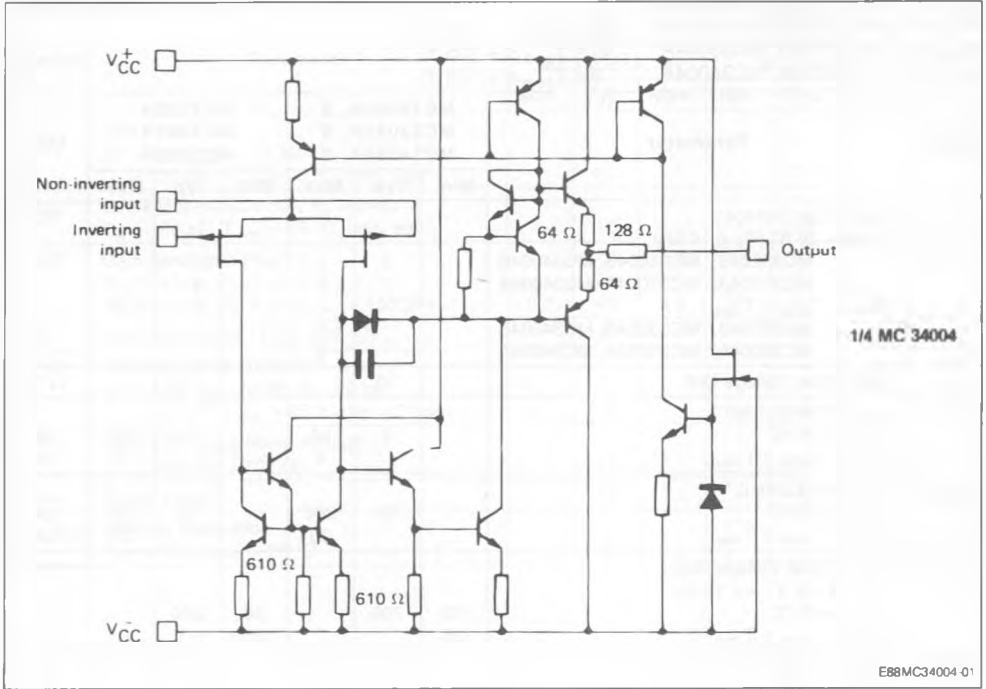 V⁺CC
Non-inverting
input
Inverting
input
64 Ω
128 Ω
64 Ω
Output
1/4 MC 34004
610 Ω
610 Ω
V⁻CC
E88MC34004-01